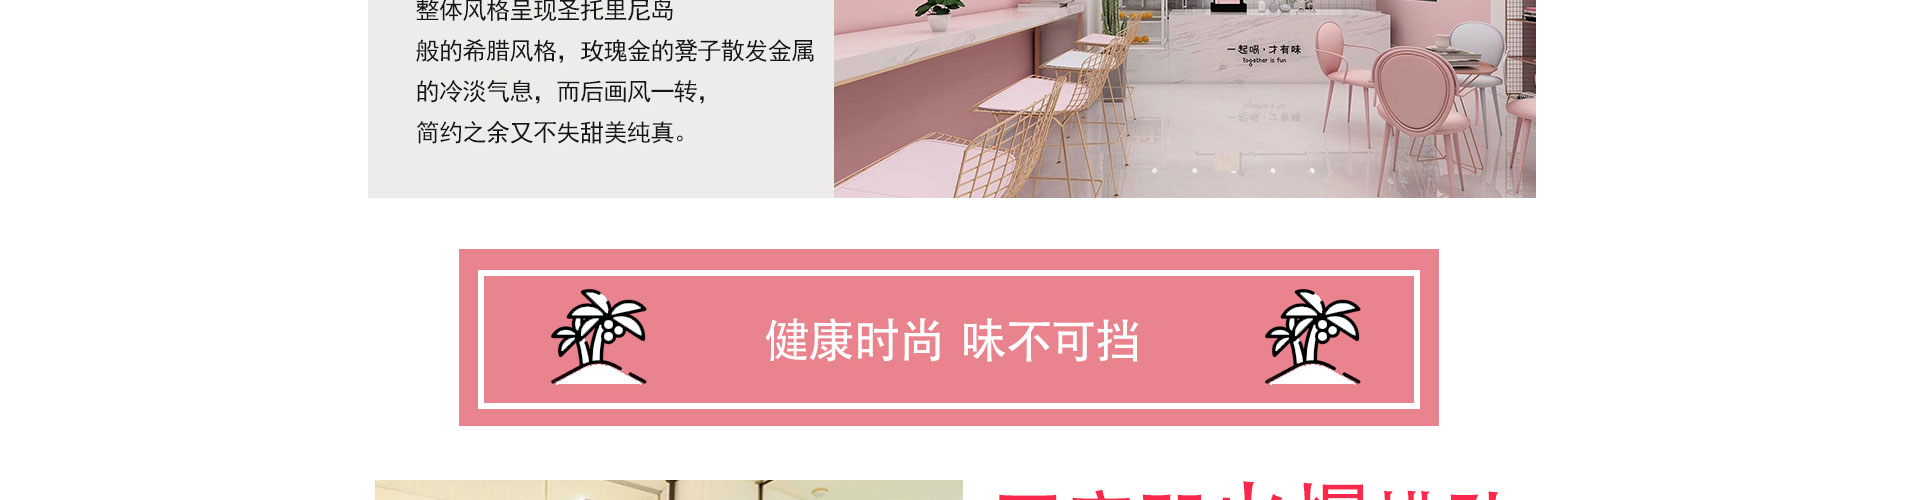 整体风格呈现圣托里尼岛
般的希腊风格，玫瑰金的凳子散发金属
的冷淡气息，而后画风一转，
简约之余又不失甜美纯真。
一起喝·才有味
Together is fun
健康时尚 味不可挡